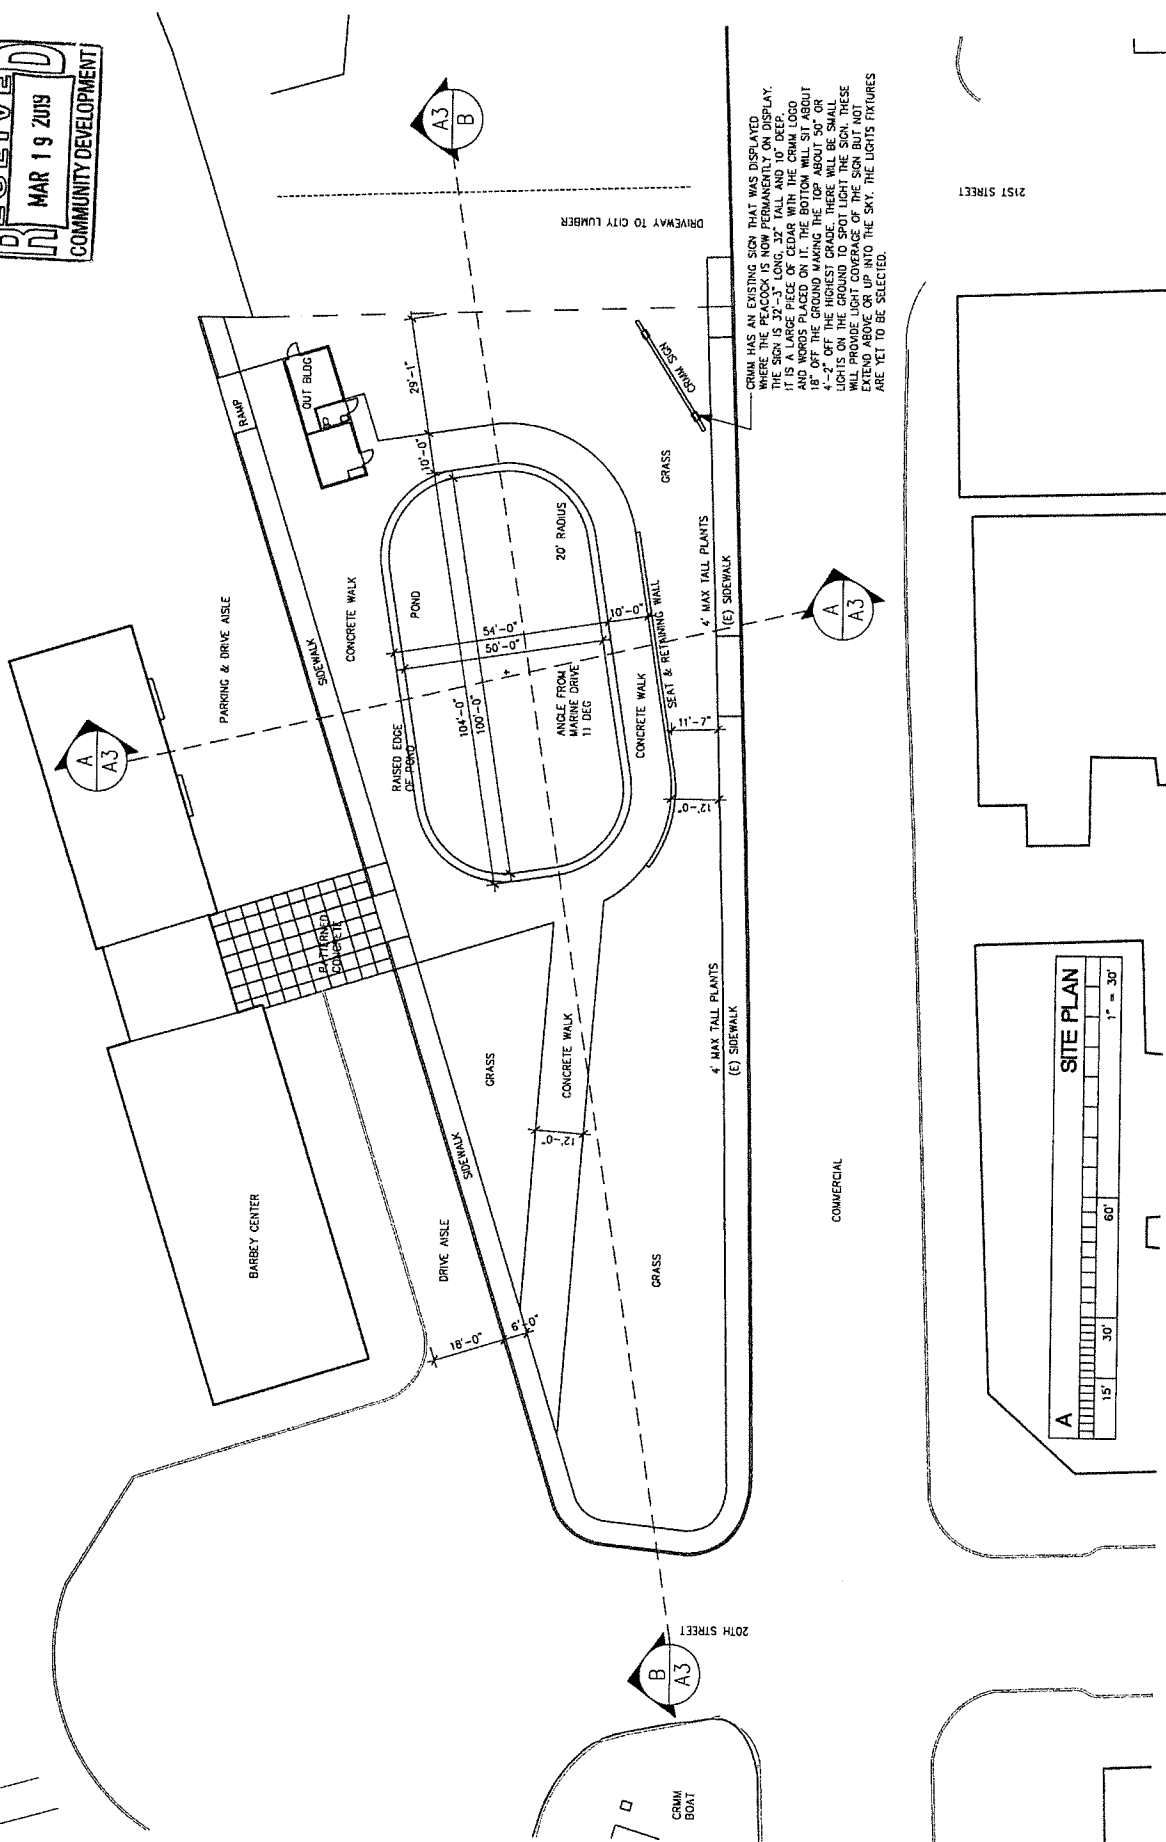 RECEIVED
MAR 19 2019
COMMUNITY DEVELOPMENT
A3
B
DRIVEWAY TO CITY LUMBER
21ST STREET
CRMM HAS AN EXISTING SIGN THAT WAS DISPLAYED
WHERE THE PEACOCK IS NOW PERMANENTLY ON DISPLAY.
THE SIGN IS 32'-3" LONG, 32" TALL AND 10" DEEP.
IT IS A LARGE PIECE OF CEDAR WITH THE CRMM LOGO
AND WORDS PLACED ON IT. THE BOTTOM WILL SIT ABOUT
18" OFF THE GROUND MAKING THE TOP ABOUT 50" OR
4'-2" OFF THE HIGHEST GRADE. THERE WILL BE SMALL
LIGHTS ON THE GROUND TO SPOT LIGHT THE SIGN. THESE
WILL PROVIDE LIGHT COVERAGE OF THE SIGN BUT NOT
EXTEND ABOVE OR UP INTO THE SKY. THE LIGHTS FIXTURES
ARE YET TO BE SELECTED.
CRMM SIGN
OUT BLDG
RAMP
29'-1"
10'-0"
GRASS
20' RADIUS
POND
CONCRETE WALK
PARKING & DRIVE AISLE
SIDEWALK
54'-0"
50'-0"
10'-0"
104'-0"
100'-0"
ANGLE FROM
MARINE DRIVE
11 DEG
RAISED EDGE
OF POND
CONCRETE WALK
SEAT & RETAINING WALL
4' MAX TALL PLANTS
(E) SIDEWALK
A
A3
11'-7"
12'-0"
A
A3
PATTERNED
CONCRETE
GRASS
CONCRETE WALK
12'-0"
4' MAX TALL PLANTS
(E) SIDEWALK
SIDEWALK
BARBEY CENTER
DRIVE AISLE
18'-0"
6'-0"
GRASS
COMMERCIAL
20TH STREET
B
A3
CRMM
BOAT
A
SITE PLAN
15'
30'
60'
1" = 30'